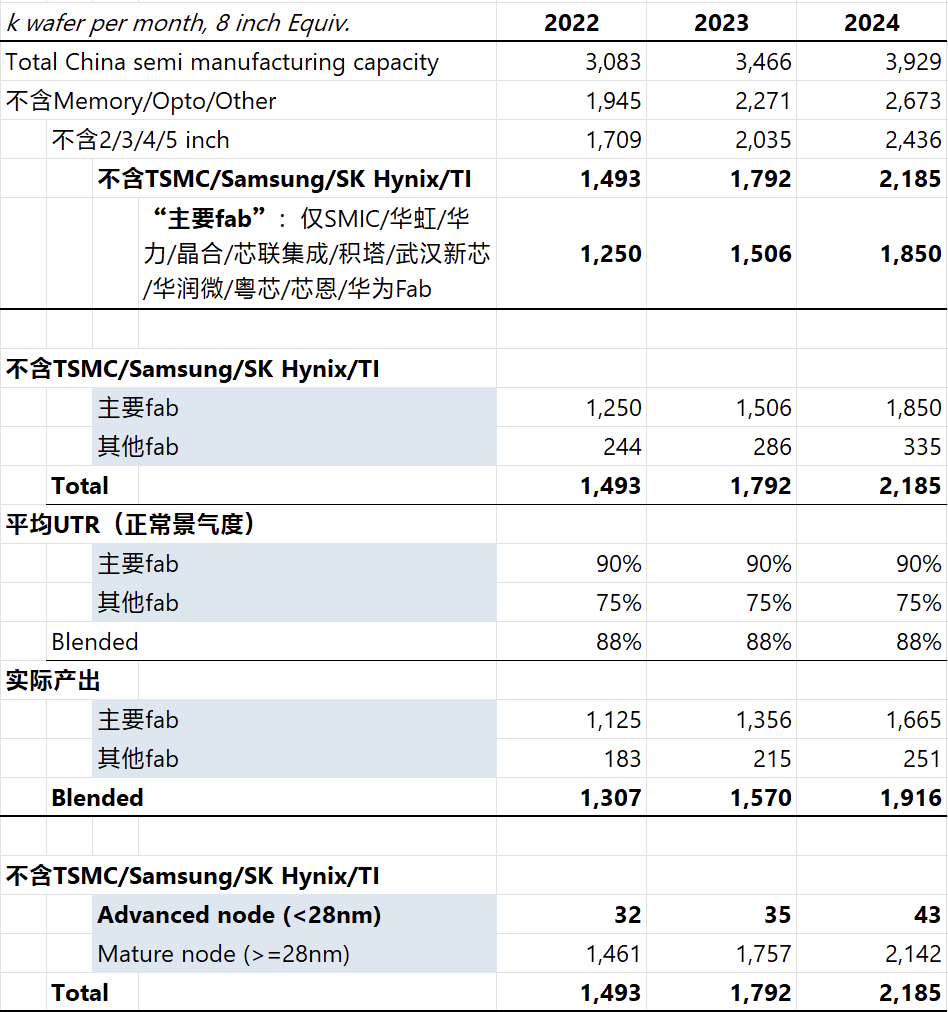 k wafer per month, 8 inch Equiv. 2022 2023 2024
Total China semi manufacturing capacity 3,083 3,466 3,929
不含Memory/Opto/Other 1,945 2,271 2,673
不含2/3/4/5 inch 1,709 2,035 2,436
不含TSMC/Samsung/SK Hynix/TI 1,493 1,792 2,185
“主要fab”：仅SMIC/华虹/华
力/晶合/芯联集成/积塔/武汉新芯 1,250 1,506 1,850
/华润微/粤芯/芯恩/华为Fab
不含TSMC/Samsung/SK Hynix/TI
主要fab 1,250 1,506 1,850
其他fab 244 286 335
Total 1,493 1,792 2,185
平均UTR（正常景气度）
主要fab 90% 90% 90%
其他fab 75% 75% 75%
Blended 88% 88% 88%
实际产出
主要fab 1,125 1,356 1,665
其他fab 183 215 251
Blended 1,307 1,570 1,916
不含TSMC/Samsung/SK Hynix/TI
Advanced node (<28nm) 32 35 43
Mature node (>=28nm) 1,461 1,757 2,142
Total 1,493 1,792 2,185